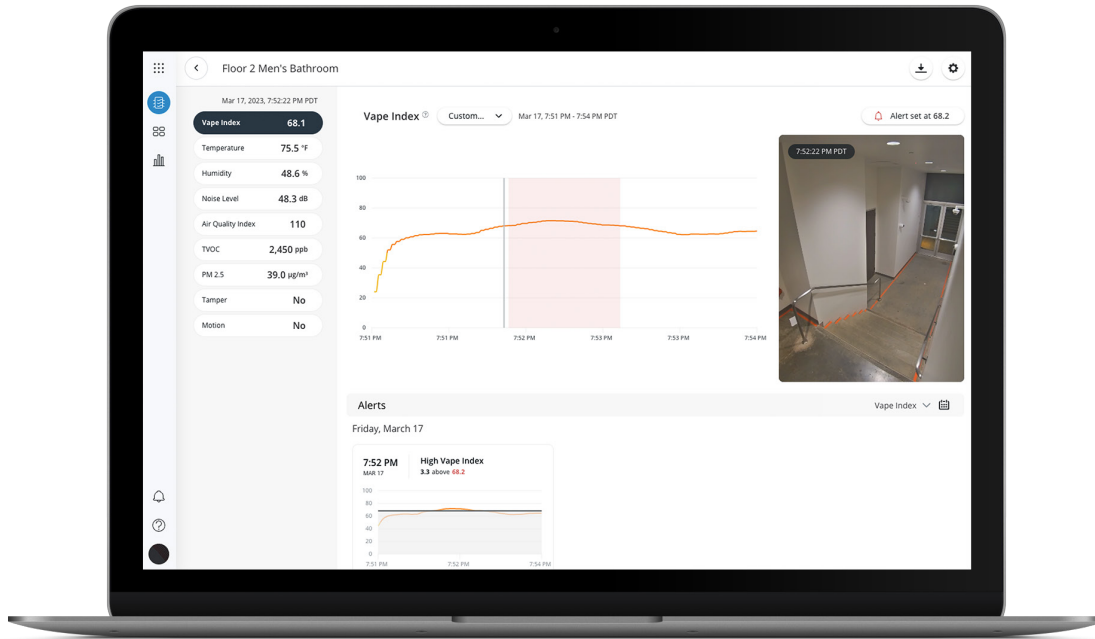 Floor 2 Men's Bathroom
Mar 17, 2023, 7:52:22 PM PDT
Vape Index 68.1
Temperature 75.5 °F
Humidity 48.6 %
Noise Level 48.3 dB
Air Quality Index 110
TVOC 2,450 ppb
PM 2.5 39.0 µg/m³
Tamper No
Motion No
Vape Index ? Custom... Mar 17, 7:51 PM - 7:54 PM PDT
Alert set at 68.2
7:52:22 PM PDT
100
80
60
40
20
0
7:51 PM 7:51 PM 7:52 PM 7:53 PM 7:53 PM 7:54 PM
Alerts
Vape Index
Friday, March 17
7:52 PM
MAR 17
High Vape Index
3.3 above 68.2
100
80
60
40
20
0
7:51 PM 7:52 PM 7:54 PM
?